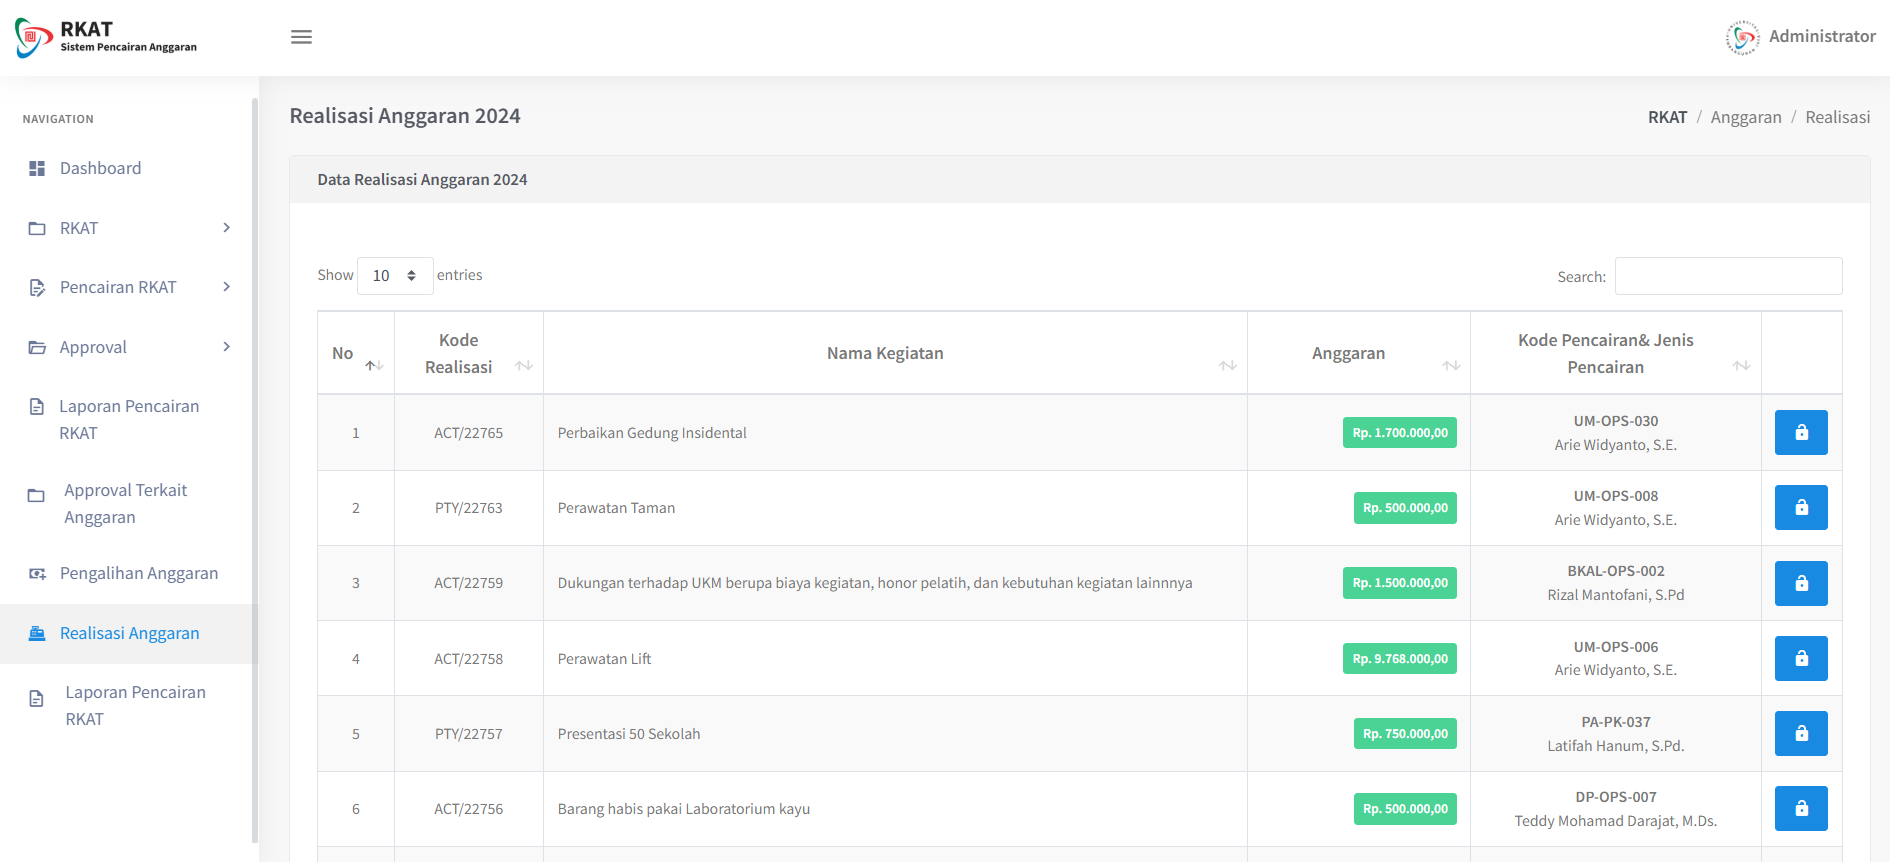 RKAT
Sistem Pencairan Anggaran
Administrator
NAVIGATION
Dashboard
RKAT
Pencairan RKAT
Approval
Laporan Pencairan
RKAT
Approval Terkait
Anggaran
Pengalihan Anggaran
Realisasi Anggaran
Laporan Pencairan
RKAT
Realisasi Anggaran 2024
RKAT / Anggaran / Realisasi
Data Realisasi Anggaran 2024
Show 10 entries
Search:
No
Kode
Realisasi
Nama Kegiatan
Anggaran
Kode Pencairan& Jenis
Pencairan
1 ACT/22765 Perbaikan Gedung Insidental Rp. 1.700.000,00 UM-OPS-030
Arie Widyanto, S.E.
2 PTY/22763 Perawatan Taman Rp. 500.000,00 UM-OPS-008
Arie Widyanto, S.E.
3 ACT/22759 Dukungan terhadap UKM berupa biaya kegiatan, honor pelatih, dan kebutuhan kegiatan lainnnya Rp. 1.500.000,00 BKAL-OPS-002
Rizal Mantofani, S.Pd
4 ACT/22758 Perawatan Lift Rp. 9.768.000,00 UM-OPS-006
Arie Widyanto, S.E.
5 PTY/22757 Presentasi 50 Sekolah Rp. 750.000,00 PA-PK-037
Latifah Hanum, S.Pd.
6 ACT/22756 Barang habis pakai Laboratorium kayu Rp. 500.000,00 DP-OPS-007
Teddy Mohamad Darajat, M.Ds.